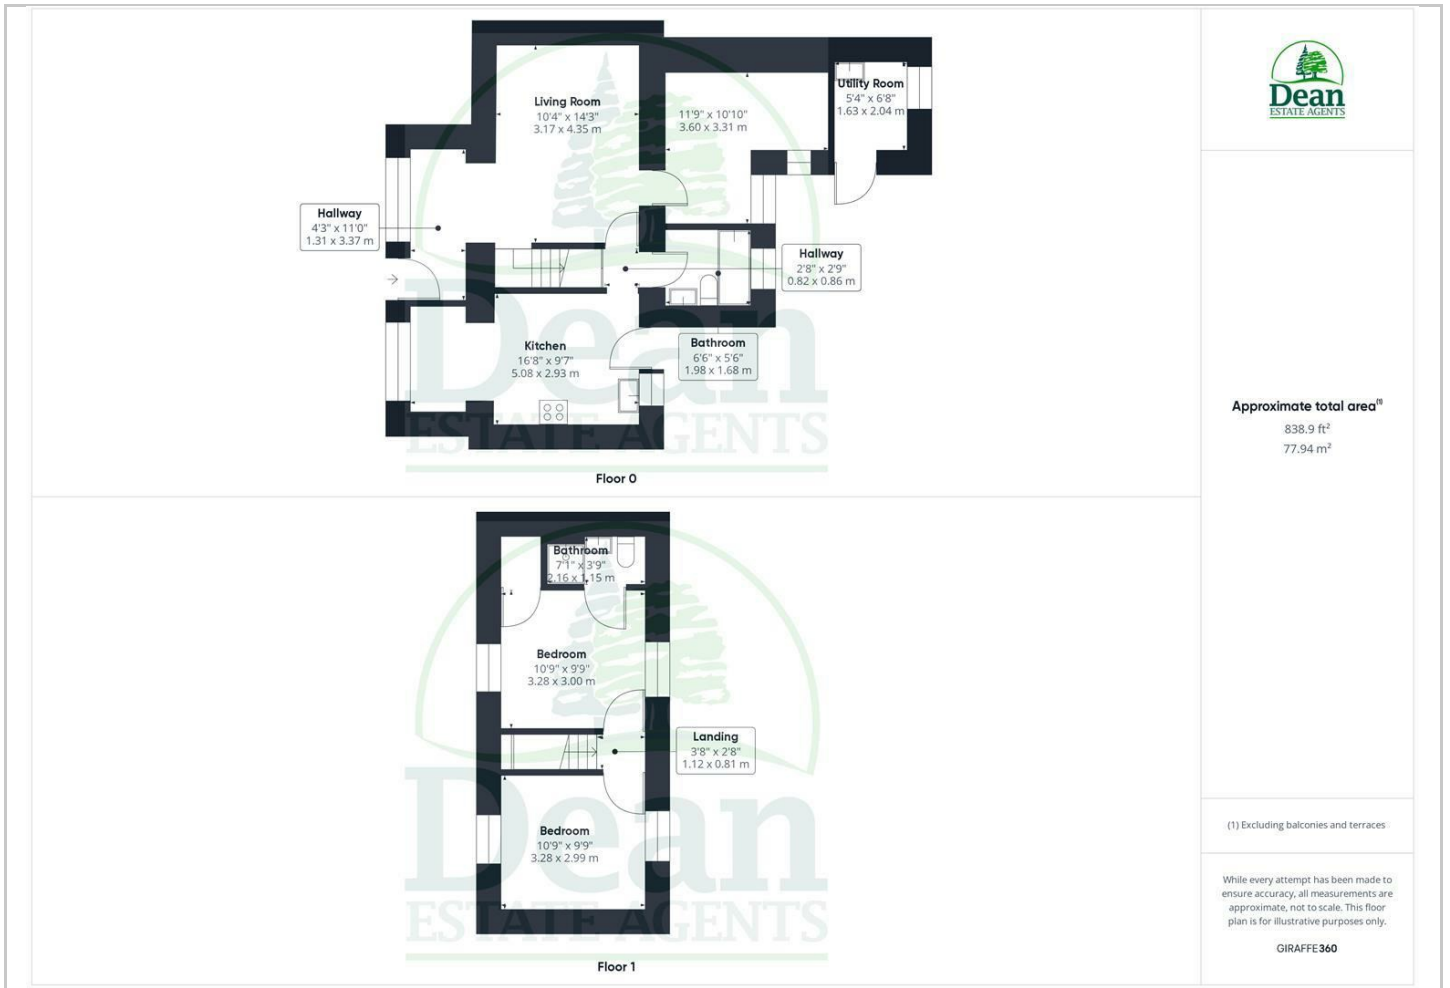 Living Room
10'4" x 14'3"
3.17 x 4.35 m
11'9" x 10'10"
3.60 x 3.31 m
Utility Room
5'4" x 6'8"
1.63 x 2.04 m
Hallway
4'3" x 11'0"
1.31 x 3.37 m
Hallway
2'8" x 2'9"
0.82 x 0.86 m
Kitchen
16'8" x 9'7"
5.08 x 2.93 m
Bathroom
6'6" x 5'6"
1.98 x 1.68 m
Dean
ESTATE AGENTS
Floor 0
Bathroom
7'1" x 3'9"
2.16 x 1.15 m
Bedroom
10'9" x 9'9"
3.28 x 3.00 m
Landing
3'8" x 2'8"
1.12 x 0.81 m
Bedroom
10'9" x 9'9"
3.28 x 2.99 m
Dean
ESTATE AGENTS
Floor 1
Dean
ESTATE AGENTS
Approximate total area(1)
838.9 ft²
77.94 m²
(1) Excluding balconies and terraces
While every attempt has been made to
ensure accuracy, all measurements are
approximate, not to scale. This floor
plan is for illustrative purposes only.
GIRAFFE360